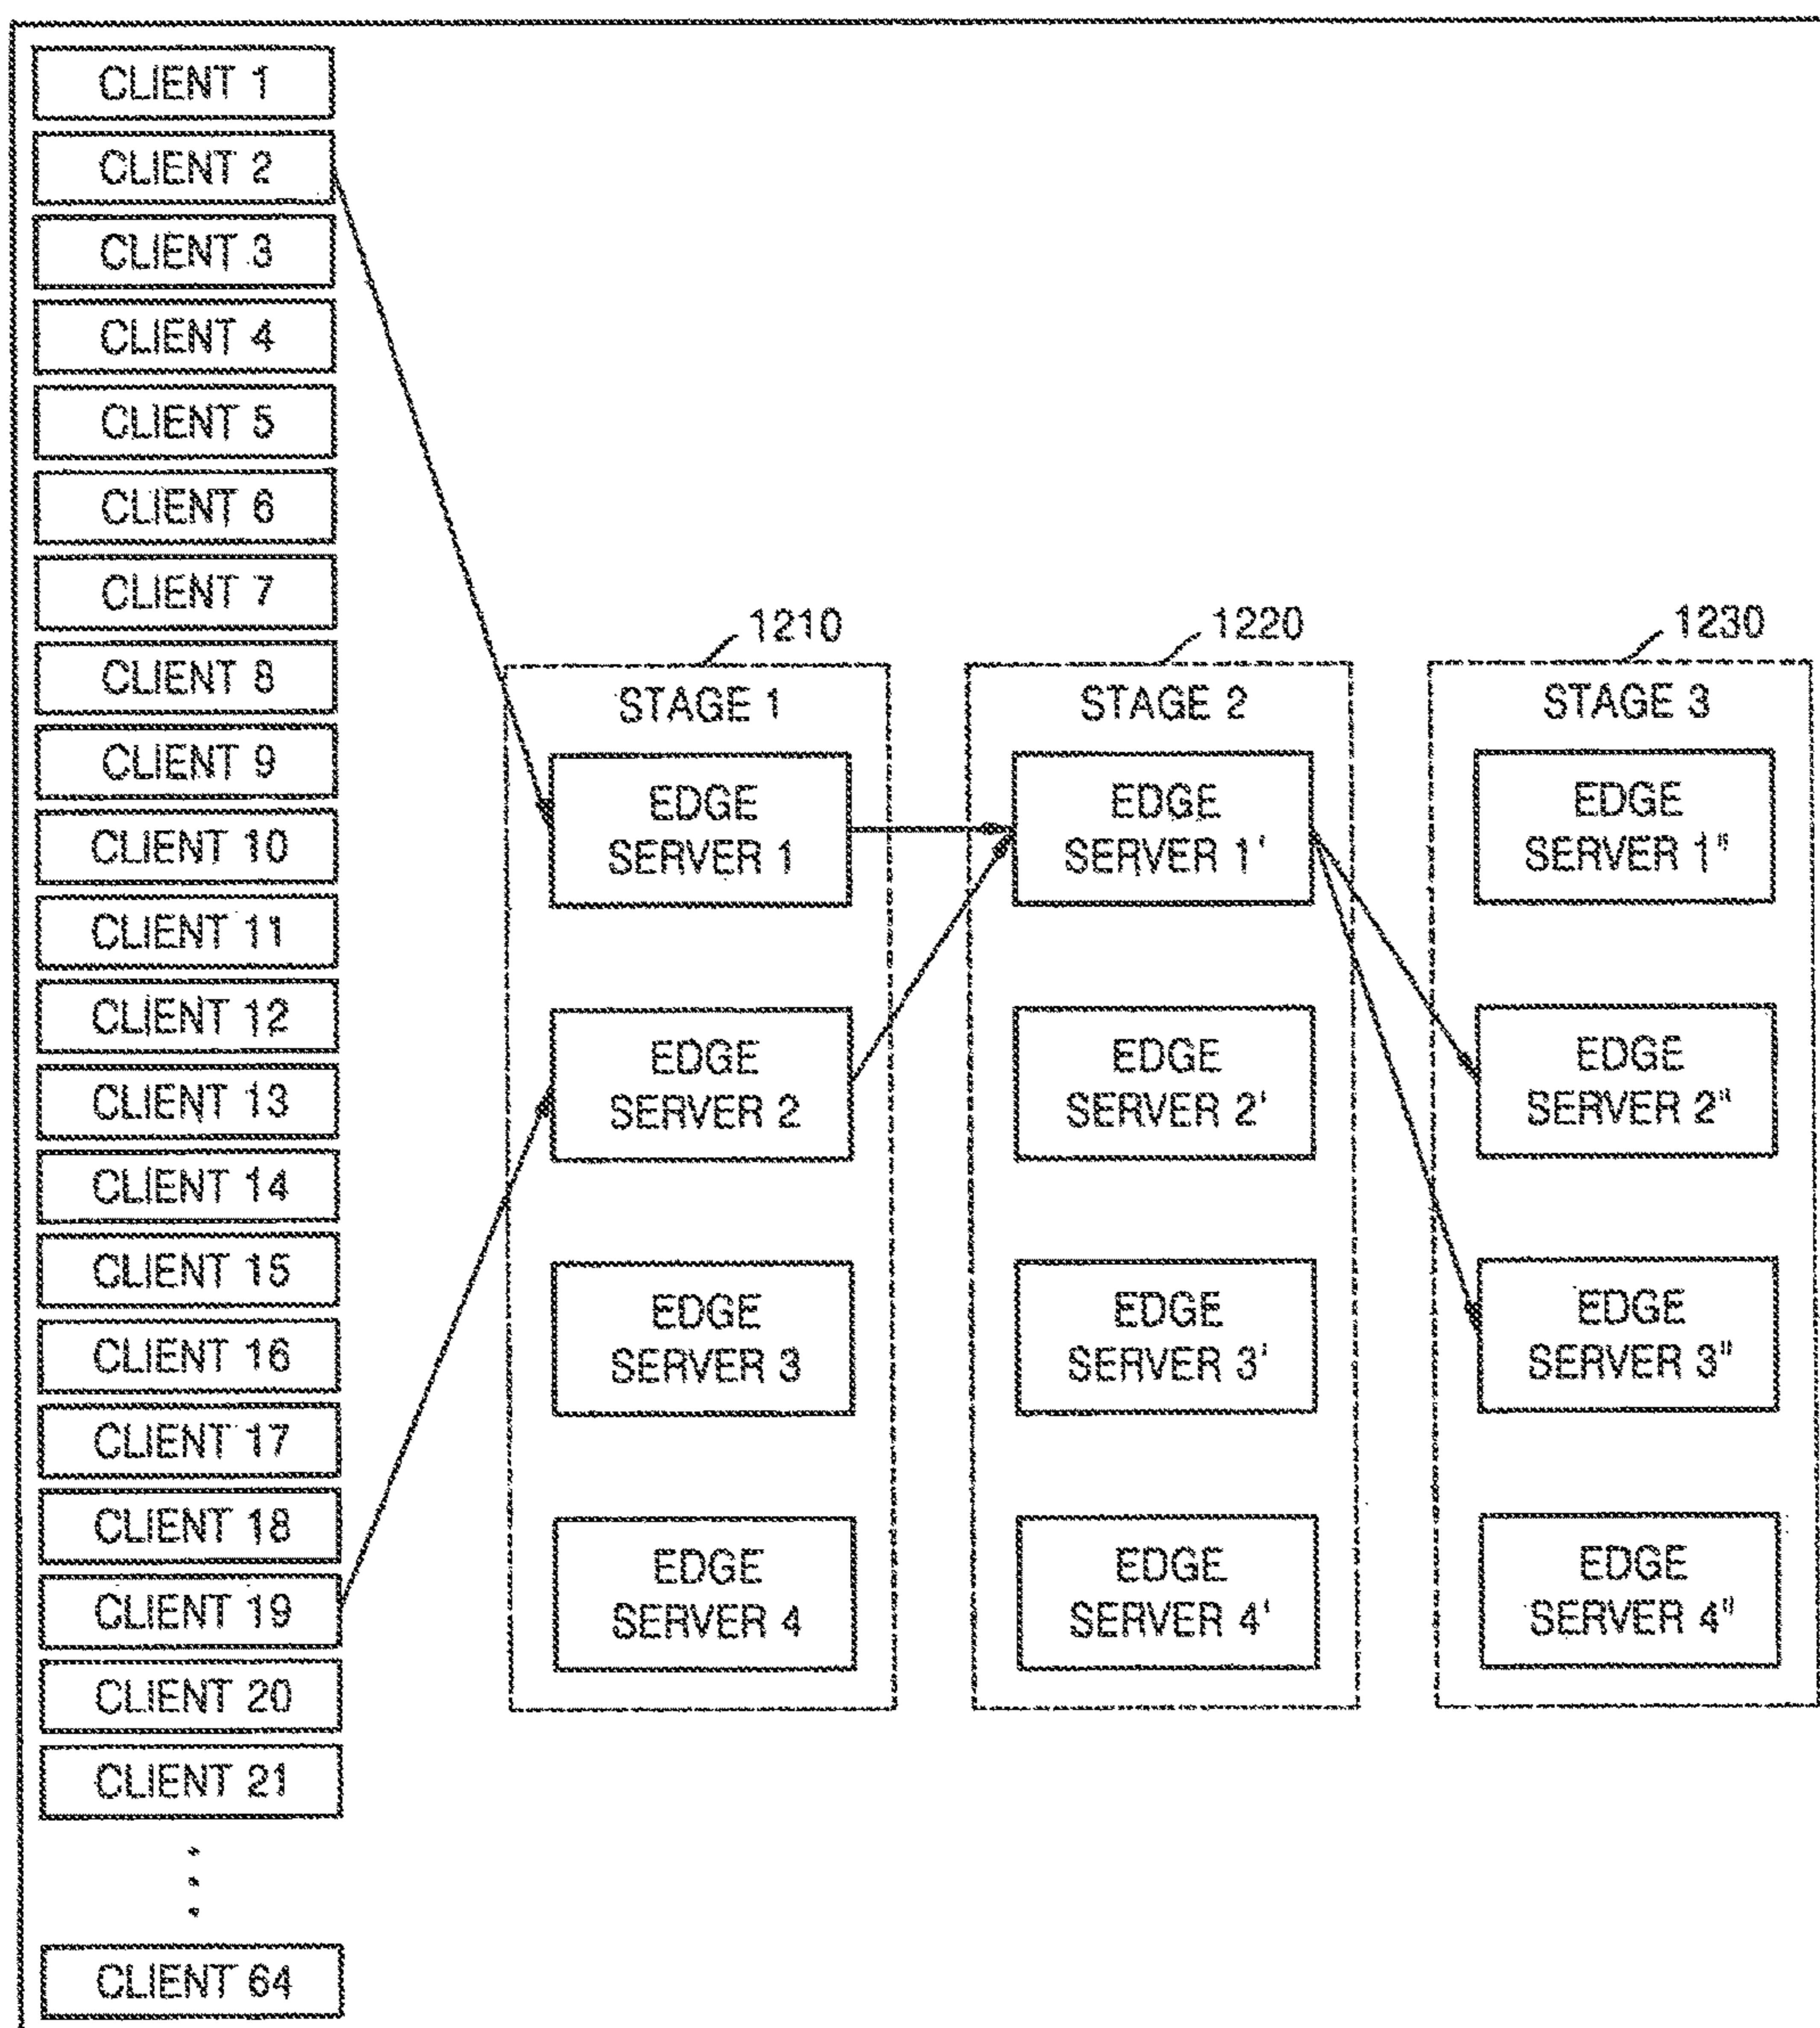 CLIENT 1
CLIENT 2
CLIENT 3
CLIENT 4
CLIENT 5
CLIENT 6
CLIENT 7
CLIENT 8
CLIENT 9
CLIENT 10
CLIENT 11
CLIENT 12
CLIENT 13
CLIENT 14
CLIENT 15
CLIENT 16
CLIENT 17
CLIENT 18
CLIENT 19
CLIENT 20
CLIENT 21
CLIENT 64
1210
STAGE 1
EDGE
SERVER 1
EDGE
SERVER 2
EDGE
SERVER 3
EDGE
SERVER 4
1220
STAGE 2
EDGE
SERVER 1'
EDGE
SERVER 2'
EDGE
SERVER 3'
EDGE
SERVER 4'
1230
STAGE 3
EDGE
SERVER 1"
EDGE
SERVER 2"
EDGE
SERVER 3"
EDGE
SERVER 4"